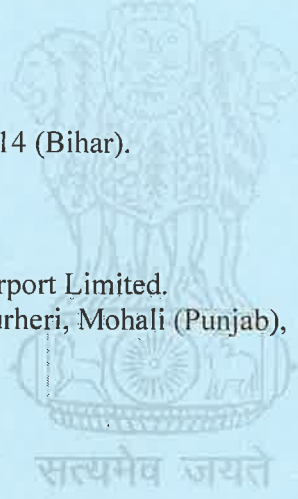 14 (Bihar).
rport Limited.
rheri, Mohali (Punjab),
सत्यमेव जयते